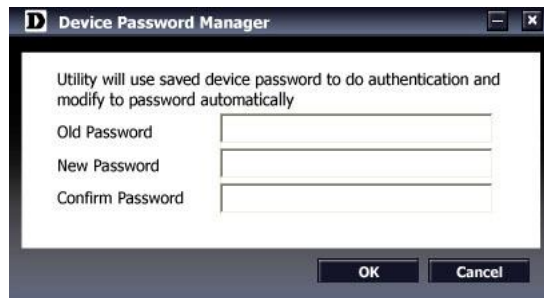 D Device Password Manager
Utility will use saved device password to do authentication and
modify to password automatically
Old Password
New Password
Confirm Password
OK Cancel